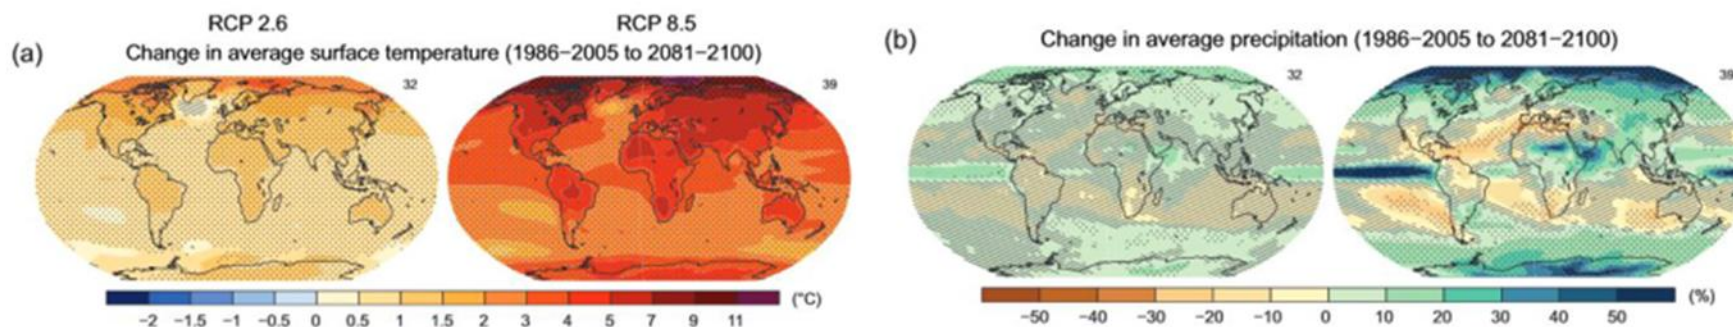 RCP 2.6 RCP 8.5
(a) Change in average surface temperature (1986−2005 to 2081−2100)
32 39
−2 −1.5 −1 −0.5 0 0.5 1 1.5 2 3 4 5 7 9 11 (°C)
(b) Change in average precipitation (1986−2005 to 2081−2100)
32 39
−50 −40 −30 −20 −10 0 10 20 30 40 50 (%)